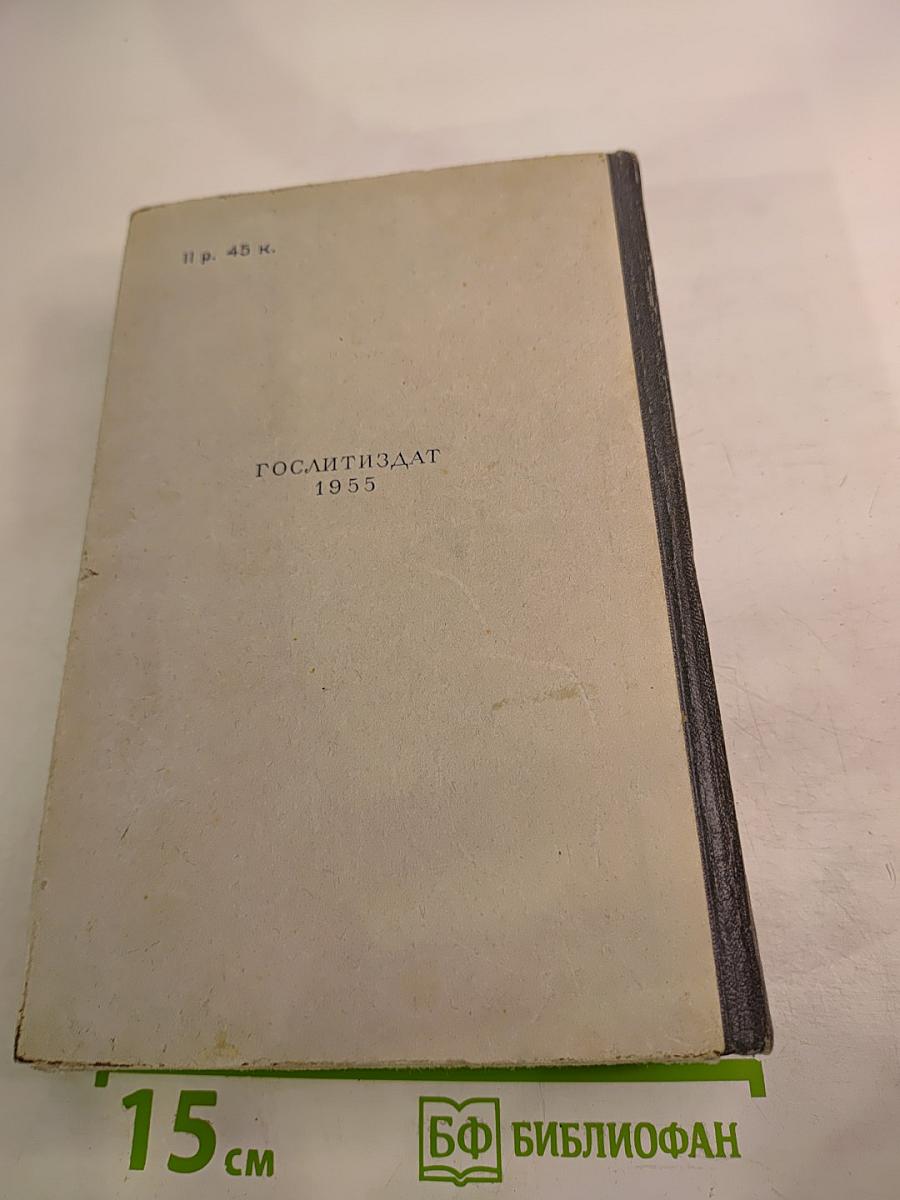 11 р. 45 к.
ГОСЛИТИЗДАТ
1955
15 см
БФ БИБЛИОФАН